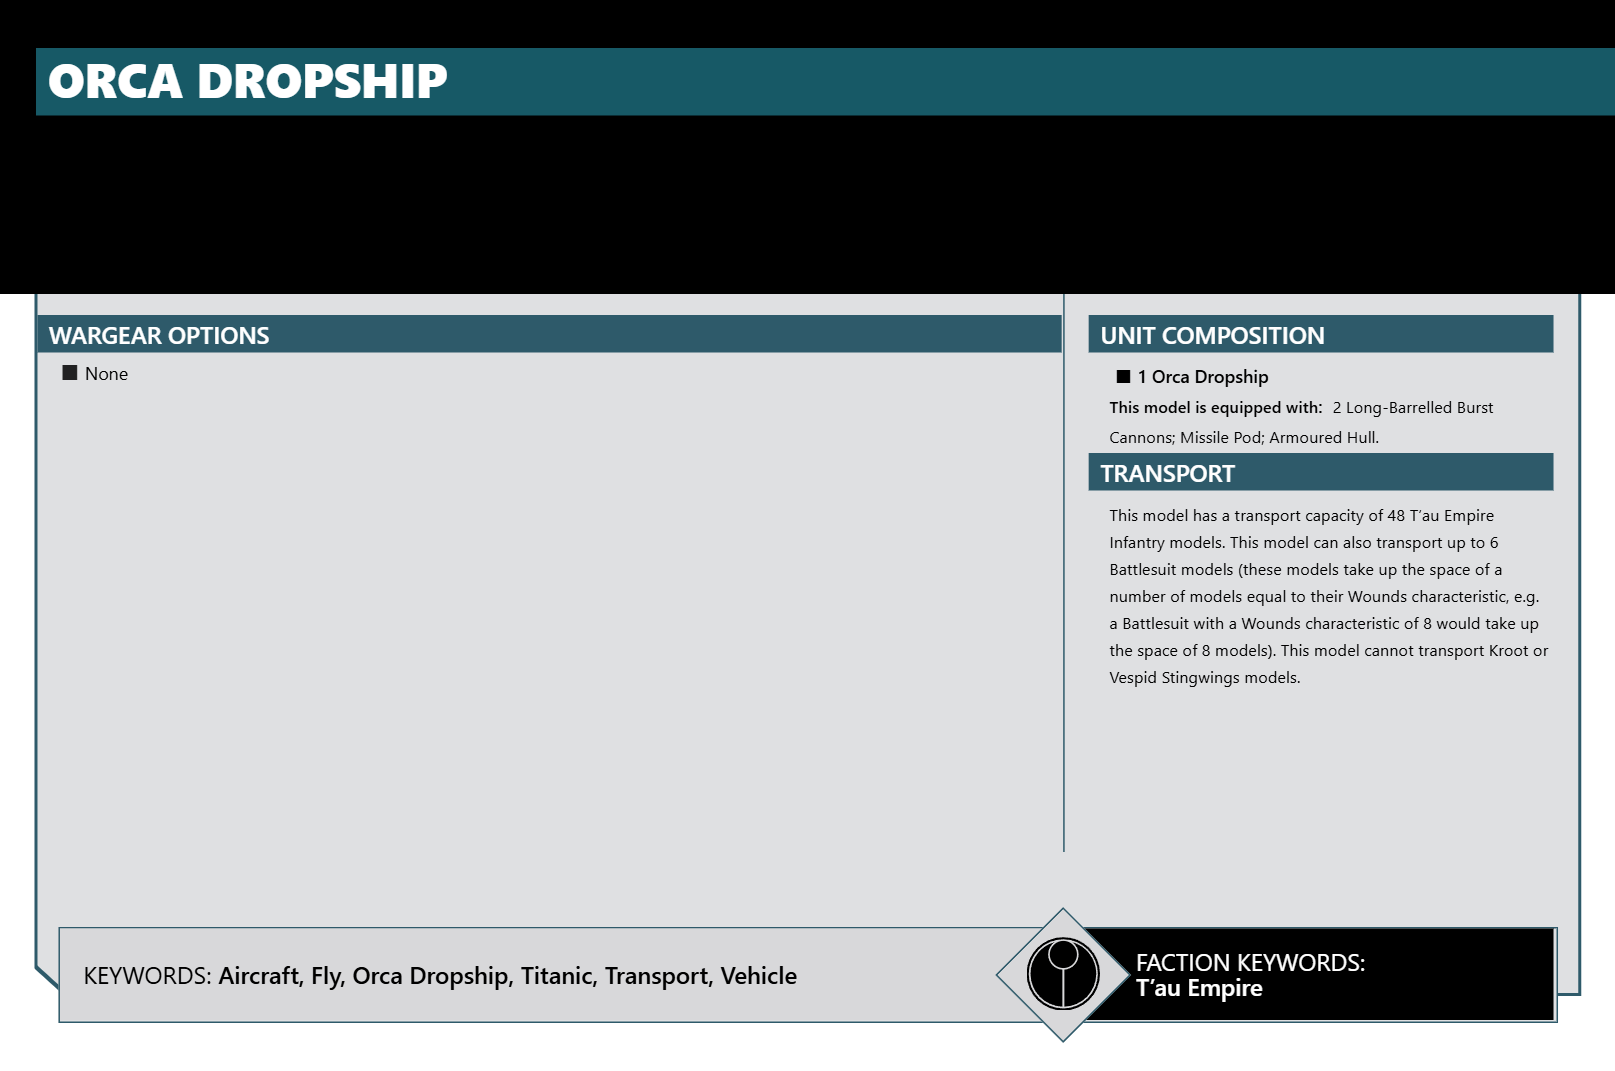 ORCA DROPSHIP
WARGEAR OPTIONS
■ None
UNIT COMPOSITION
■ 1 Orca Dropship
This model is equipped with: 2 Long-Barrelled Burst
Cannons; Missile Pod; Armoured Hull.
TRANSPORT
This model has a transport capacity of 48 T’au Empire
Infantry models. This model can also transport up to 6
Battlesuit models (these models take up the space of a
number of models equal to their Wounds characteristic, e.g.
a Battlesuit with a Wounds characteristic of 8 would take up
the space of 8 models). This model cannot transport Kroot or
Vespid Stingwings models.
KEYWORDS: Aircraft, Fly, Orca Dropship, Titanic, Transport, Vehicle
FACTION KEYWORDS:
T’au Empire